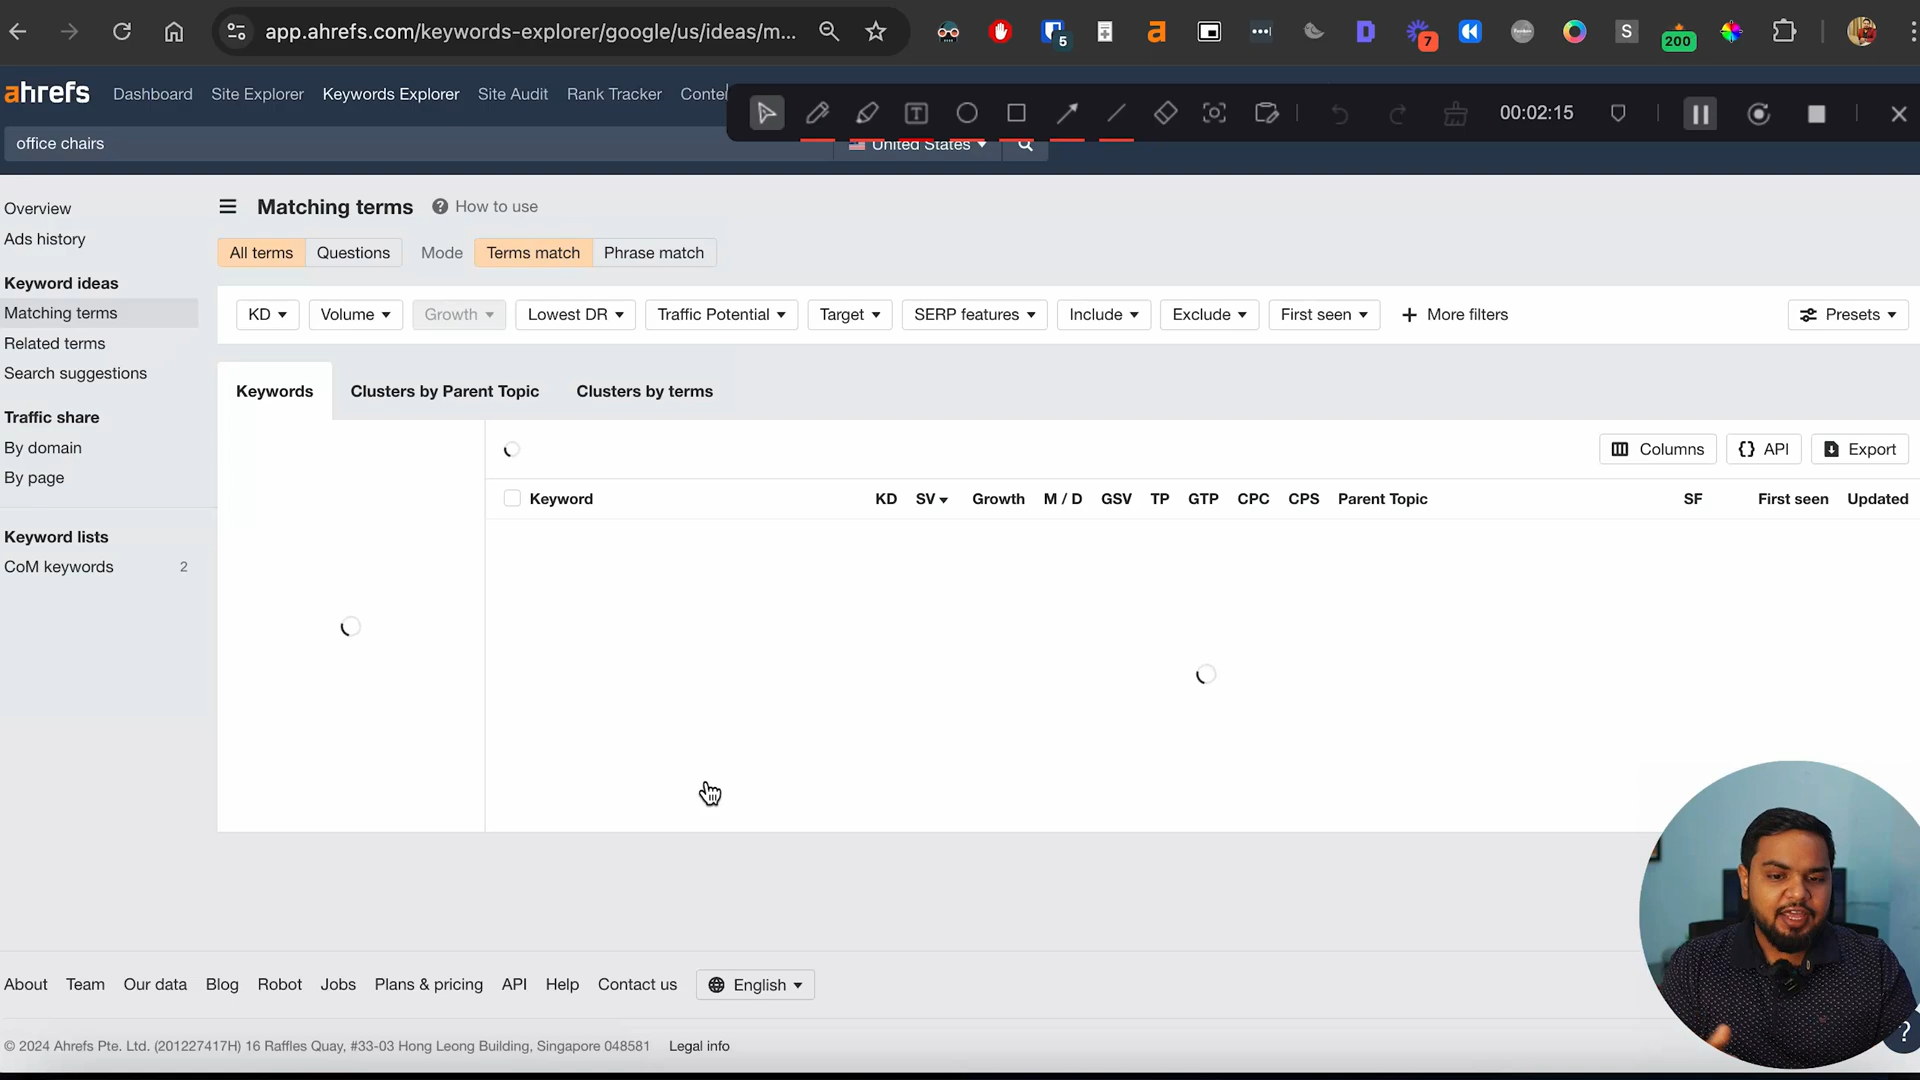 app.ahrefs.com/keywords-explorer/google/us/ideas/m...
5
7
S
200
ahrefs
Dashboard
Site Explorer
Keywords Explorer
Site Audit
Rank Tracker
Conte
00:02:15
office chairs
United States
Overview
Ads history
Keyword ideas
Matching terms
Related terms
Search suggestions
Traffic share
By domain
By page
Keyword lists
CoM keywords 2
Matching terms
How to use
All terms
Questions
Mode
Terms match
Phrase match
KD
Volume
Growth
Lowest DR
Traffic Potential
Target
SERP features
Include
Exclude
First seen
More filters
Presets
Keywords
Clusters by Parent Topic
Clusters by terms
Columns
API
Export
Keyword KD SV Growth M / D GSV TP GTP CPC CPS Parent Topic SF First seen Updated
About Team Our data Blog Robot Jobs Plans & pricing API Help Contact us English
© 2024 Ahrefs Pte. Ltd. (201227417H) 16 Raffles Quay, #33-03 Hong Leong Building, Singapore 048581 Legal info
?